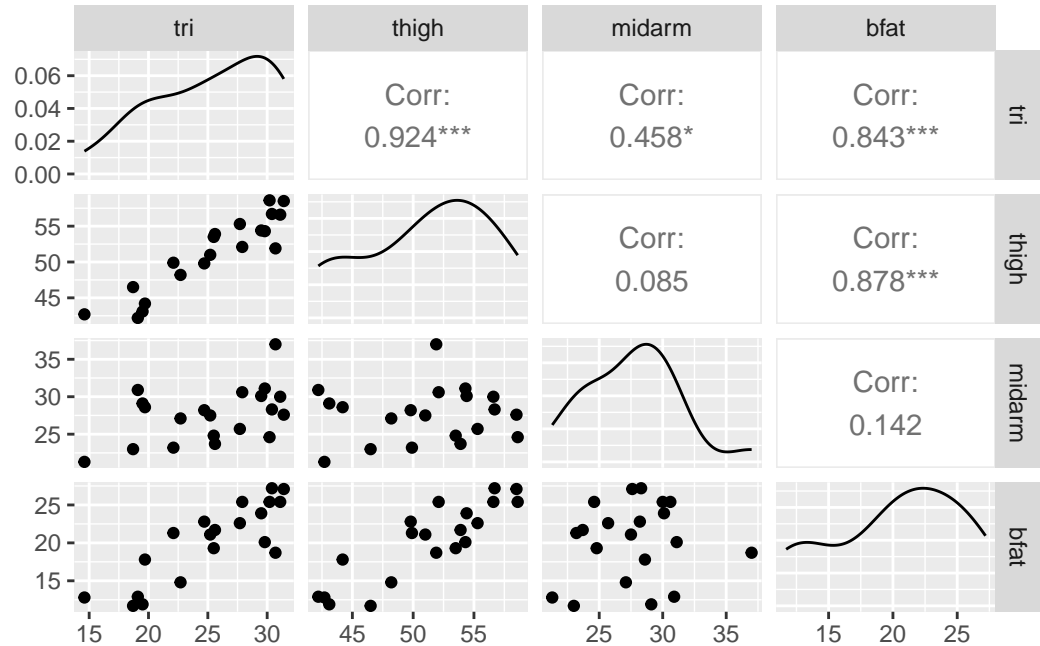 tri thigh midarm bfat
0.06
0.04
0.02
0.00
Corr:
0.924***
Corr:
0.458*
Corr:
0.843***
tri
55
50
45
Corr:
0.085
Corr:
0.878***
thigh
35
30
25
Corr:
0.142
midarm
25
20
15
bfat
15 20 25 30 45 55 25 30 35 15 25